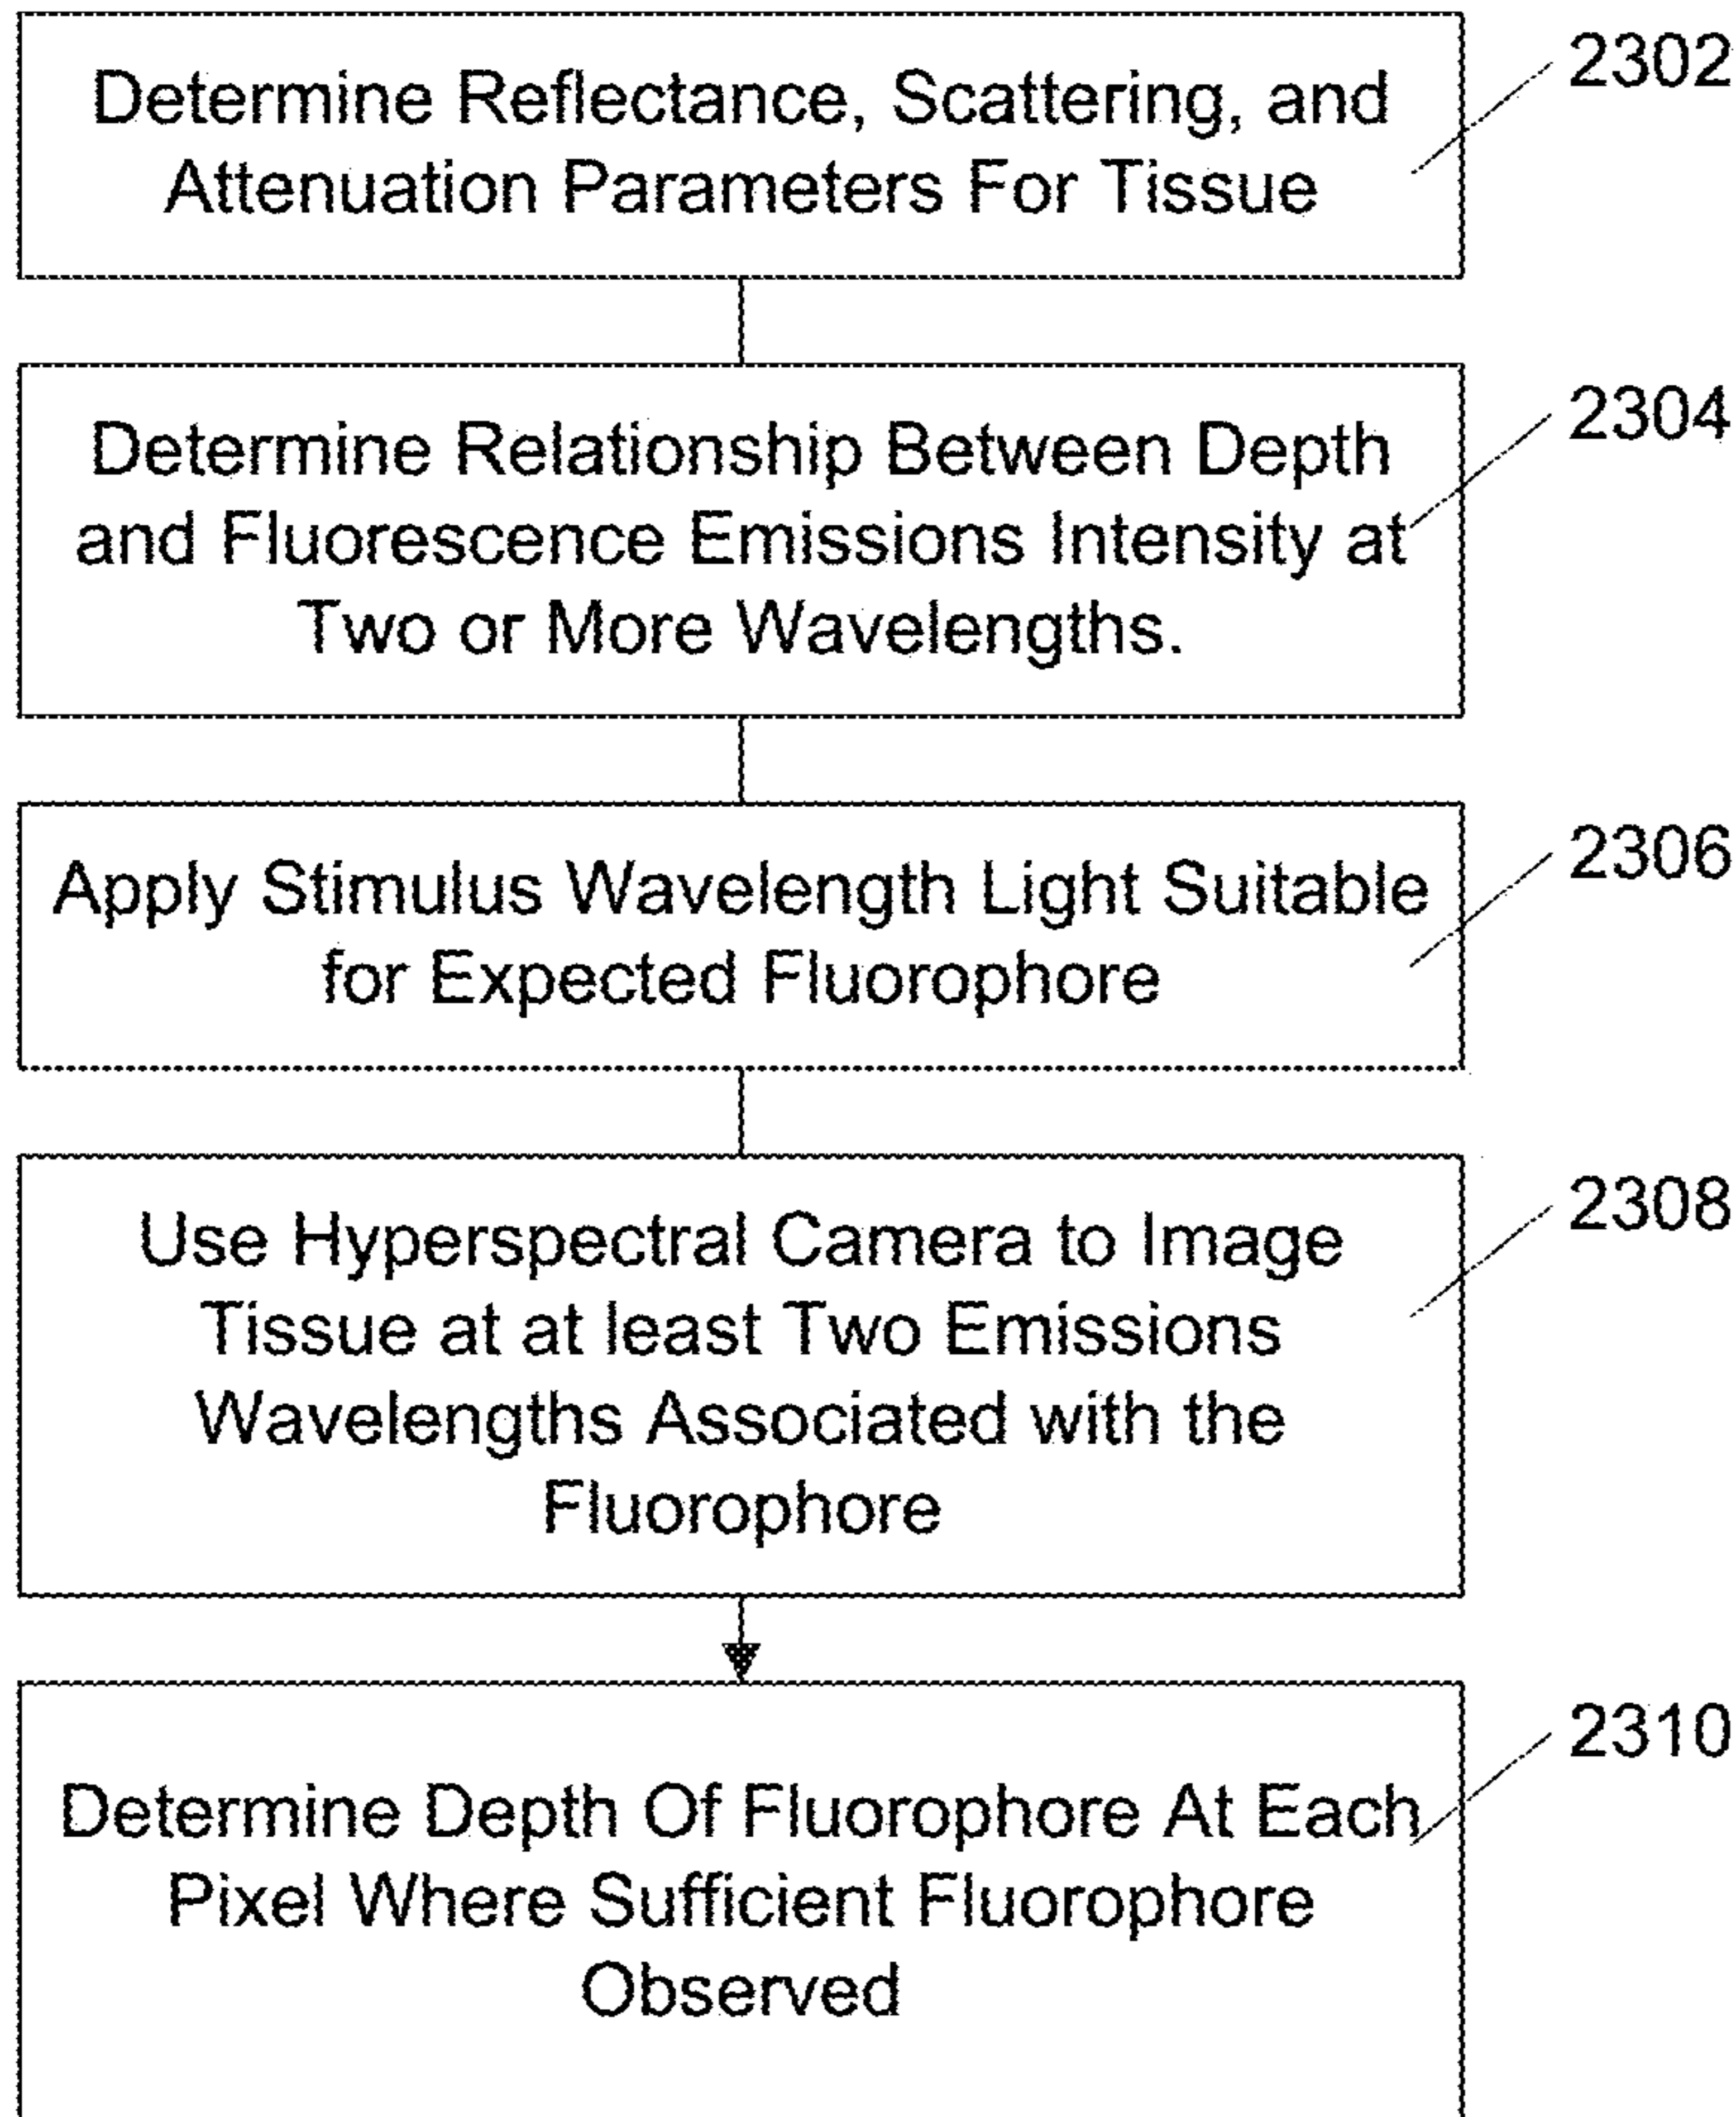 Determine Reflectance, Scattering, and
Attenuation Parameters For Tissue
2302
Determine Relationship Between Depth
and Fluorescence Emissions Intensity at
Two or More Wavelengths.
2304
Apply Stimulus Wavelength Light Suitable
for Expected Fluorophore
2306
Use Hyperspectral Camera to Image
Tissue at at least Two Emissions
Wavelengths Associated with the
Fluorophore
2308
Determine Depth Of Fluorophore At Each
Pixel Where Sufficient Fluorophore
Observed
2310